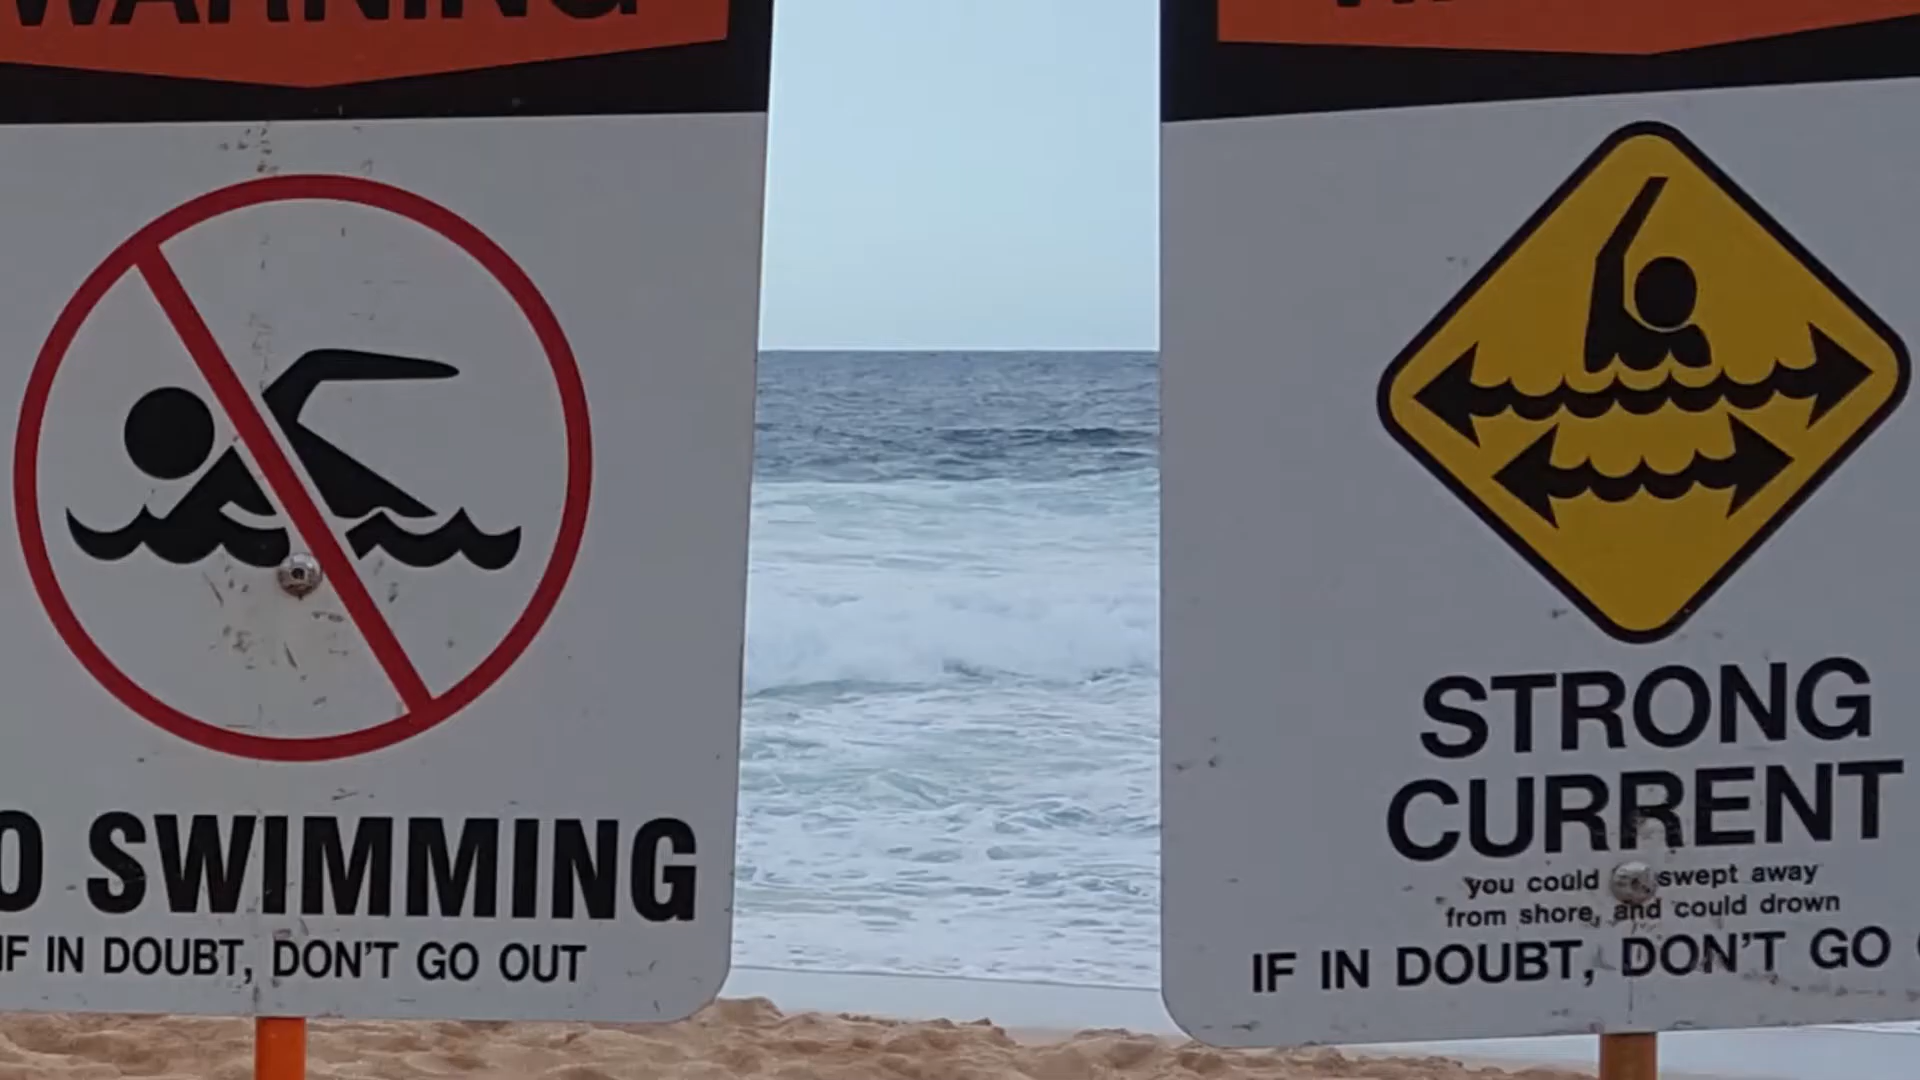 WARNING
O SWIMMING
IF IN DOUBT, DON'T GO OUT
STRONG
CURRENT
you could swept away
from shore, and could drown
IF IN DOUBT, DON'T GO